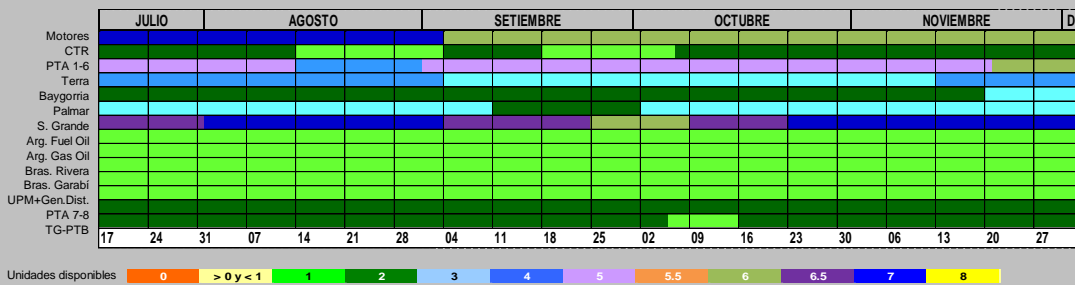 JULIO AGOSTO SETIEMBRE OCTUBRE NOVIEMBRE D
Motores
CTR
PTA 1-6
Terra
Baygorria
Palmar
S. Grande
Arg. Fuel Oil
Arg. Gas Oil
Bras. Rivera
Bras. Garabí
UPM+Gen.Dist.
PTA 7-8
TG-PTB
17 24 31 07 14 21 28 04 11 18 25 02 09 16 23 30 06 13 20 27
Unidades disponibles 0 > 0 y < 1 1 2 3 4 5 5.5 6 6.5 7 8